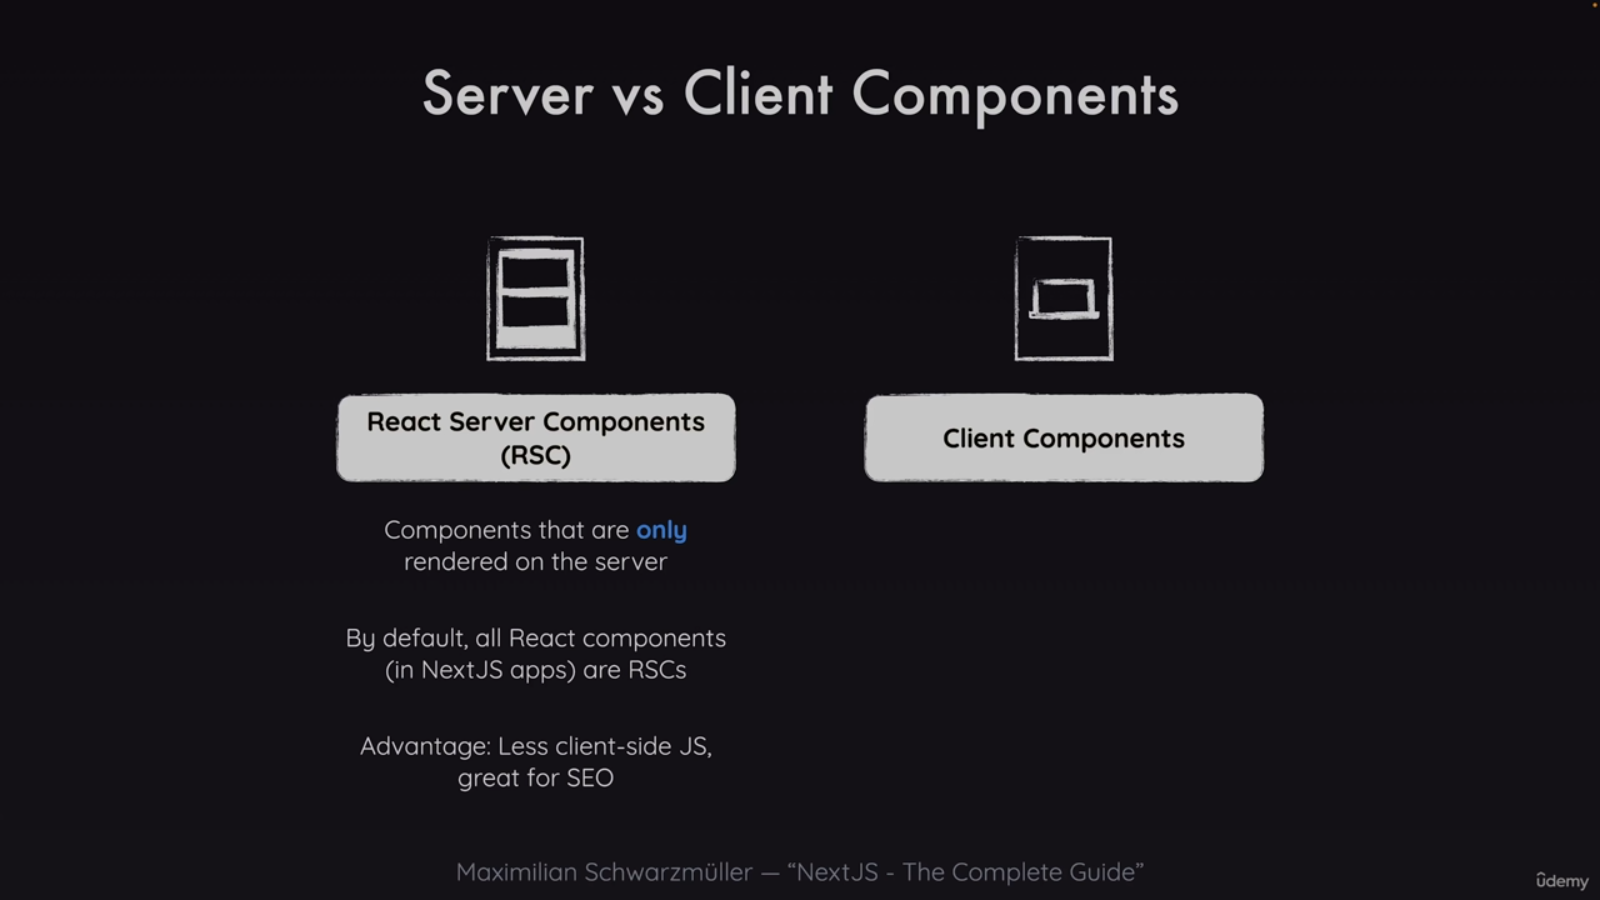 Server vs Client Components
React Server Components
(RSC)
Components that are only
rendered on the server
By default, all React components
(in NextJS apps) are RSCs
Advantage: Less client-side JS,
great for SEO
Client Components
Maximilian Schwarzmüller — “NextJS - The Complete Guide”
ûdemy